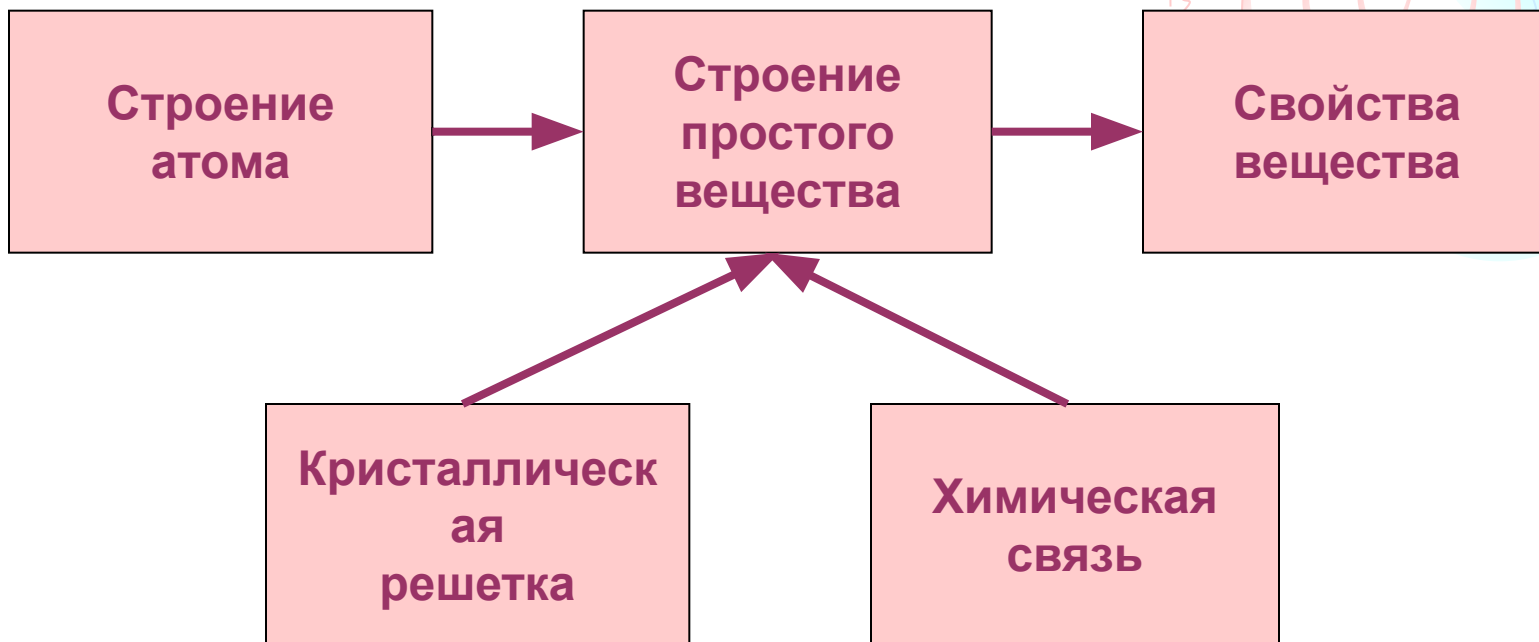 Строение
атома
Строение
простого
вещества
Свойства
вещества
Кристаллическ
ая
решетка
Химическая
связь